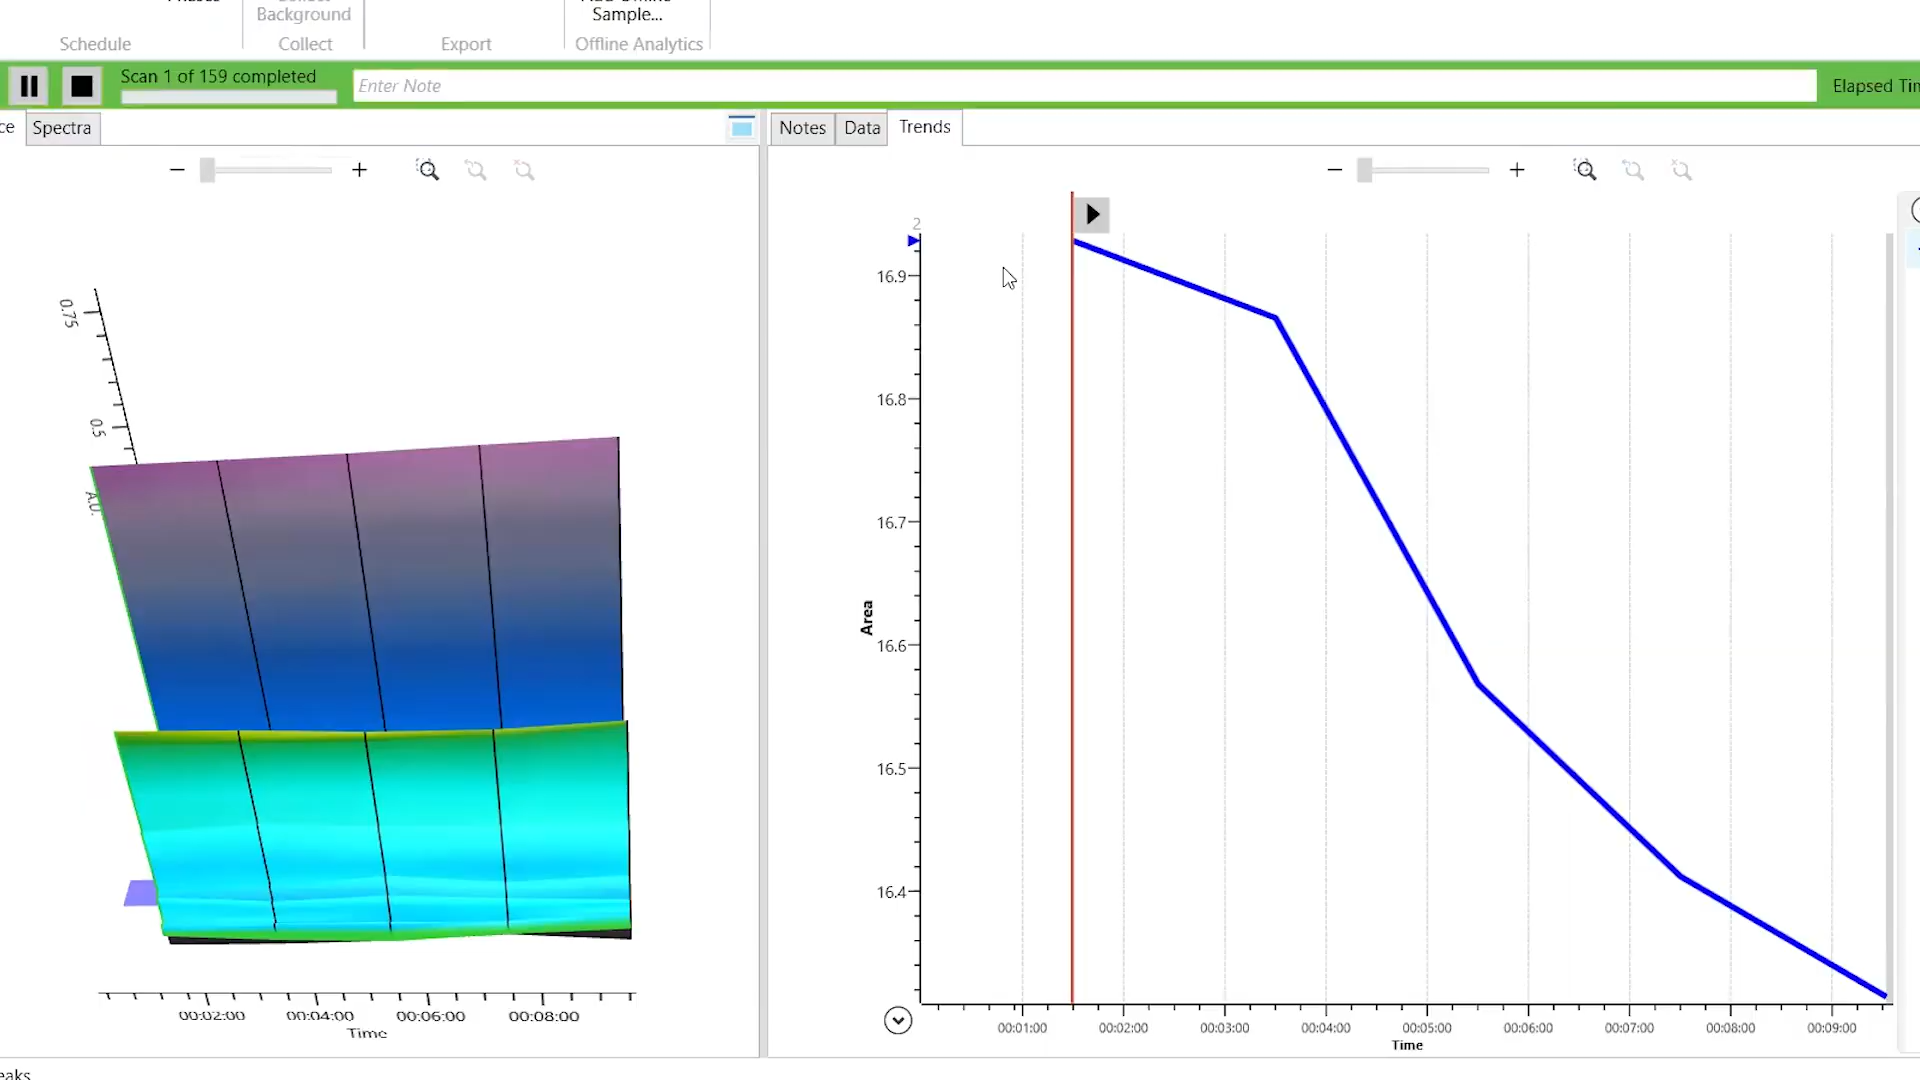 Background
Sample...
Schedule
Collect
Export
Offline Analytics
Scan 1 of 159 completed
Enter Note
Elapsed Tim
ce
Spectra
Notes
Data
Trends
0.75
0.5
A.U.
00:02:00
00:04:00
00:06:00
00:08:00
Time
2
16.9
16.8
16.7
16.6
16.5
16.4
Area
00:01:00
00:02:00
00:03:00
00:04:00
00:05:00
00:06:00
00:07:00
00:08:00
00:09:00
Time
eaks